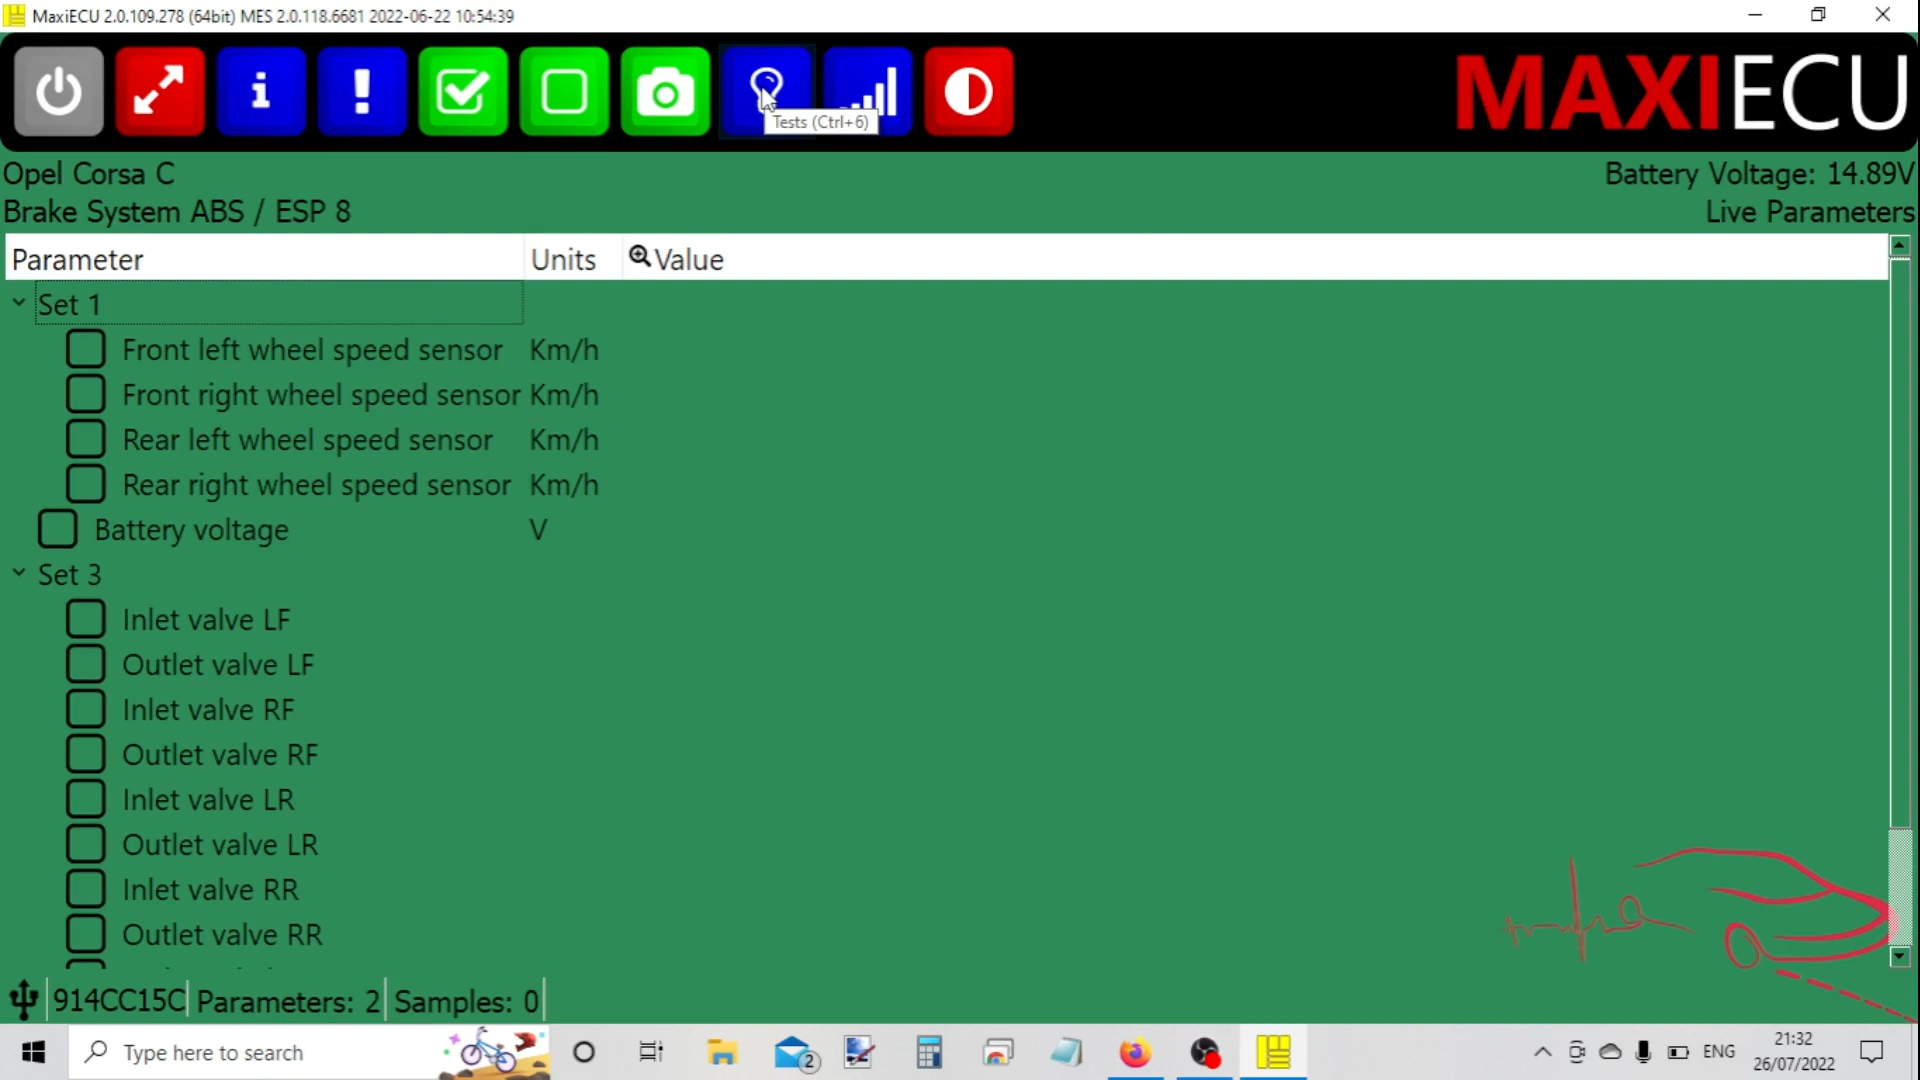 MaxiECU 2.0.109.278 (64bit) MES 2.0.118.6681 2022-06-22 10:54:39
MAXIECU
Tests (Ctrl+6)
Opel Corsa C
Battery Voltage: 14.89V
Brake System ABS / ESP 8
Live Parameters
Parameter Units Value
Set 1
Front left wheel speed sensor Km/h
Front right wheel speed sensor Km/h
Rear left wheel speed sensor Km/h
Rear right wheel speed sensor Km/h
Battery voltage V
Set 3
Inlet valve LF
Outlet valve LF
Inlet valve RF
Outlet valve RF
Inlet valve LR
Outlet valve LR
Inlet valve RR
Outlet valve RR
914CC15C Parameters: 2 Samples: 0
Type here to search
2
ENG
21:32
26/07/2022